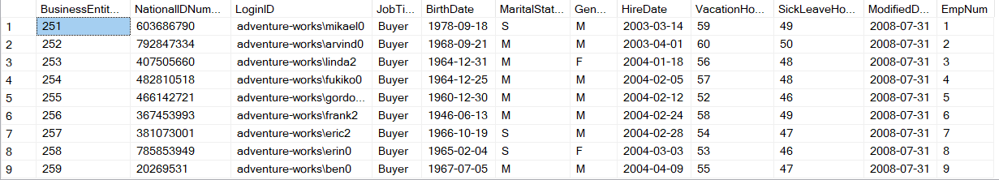 BusinessEntit... NationalIDNum... LoginID JobTi... BirthDate MaritalStat... Gen... HireDate VacationHo... SickLeaveHo... ModifiedD... EmpNum
1 251 603686790 adventure-works\mikael0 Buyer 1978-09-18 S M 2003-03-14 59 49 2008-07-31 1
2 252 792847334 adventure-works\arvind0 Buyer 1968-09-21 M M 2003-04-01 60 50 2008-07-31 2
3 253 407505660 adventure-works\linda2 Buyer 1964-12-31 M F 2004-01-18 56 48 2008-07-31 3
4 254 482810518 adventure-works\fukiko0 Buyer 1964-12-25 M M 2004-02-05 57 48 2008-07-31 4
5 255 466142721 adventure-works\gordo... Buyer 1960-12-30 M M 2004-02-12 52 46 2008-07-31 5
6 256 367453993 adventure-works\frank2 Buyer 1946-06-13 M M 2004-02-24 58 49 2008-07-31 6
7 257 381073001 adventure-works\eric2 Buyer 1966-10-19 S M 2004-02-28 54 47 2008-07-31 7
8 258 785853949 adventure-works\erin0 Buyer 1965-02-04 S F 2004-03-03 53 46 2008-07-31 8
9 259 20269531 adventure-works\ben0 Buyer 1967-07-05 M M 2004-04-09 55 47 2008-07-31 9